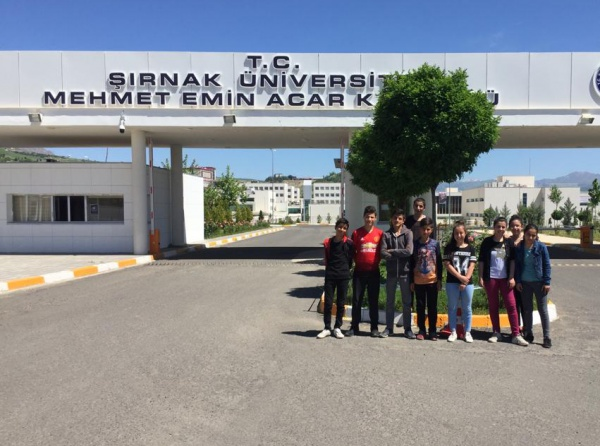 T.C.
ŞIRNAK ÜNİVERSİT
MEHMET EMİN ACAR K